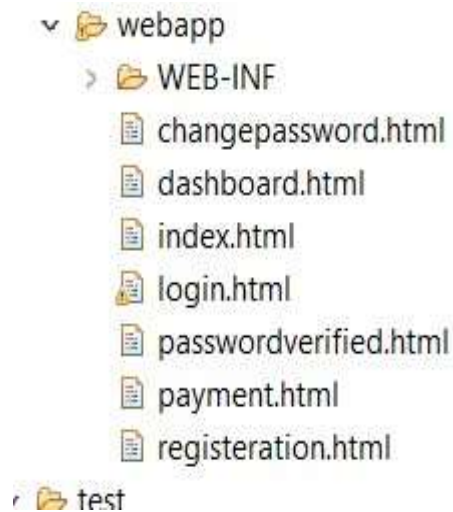 webapp
WEB-INF
changepassword.html
dashboard.html
index.html
login.html
passwordverified.html
payment.html
registeration.html
test